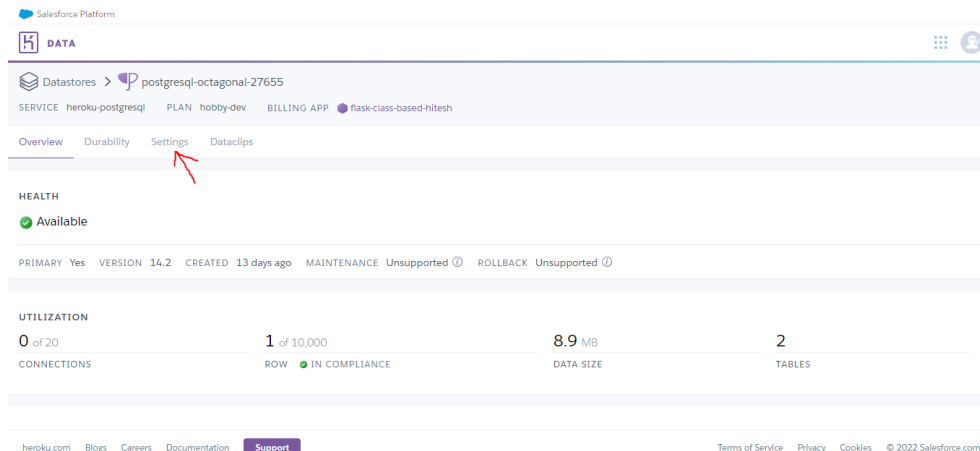 Salesforce Platform
DATA
Datastores > postgresql-octagonal-27655
SERVICE heroku-postgresql PLAN hobby-dev BILLING APP flask-class-based-hitesh
Overview Durability Settings Dataclips
HEALTH
Available
PRIMARY Yes VERSION 14.2 CREATED 13 days ago MAINTENANCE Unsupported ROLLBACK Unsupported
UTILIZATION
0 of 20 1 of 10,000 8.9 MB 2
CONNECTIONS ROW IN COMPLIANCE DATA SIZE TABLES
heroku.com Blogs Careers Documentation Support Terms of Service Privacy Cookies © 2022 Salesforce.com